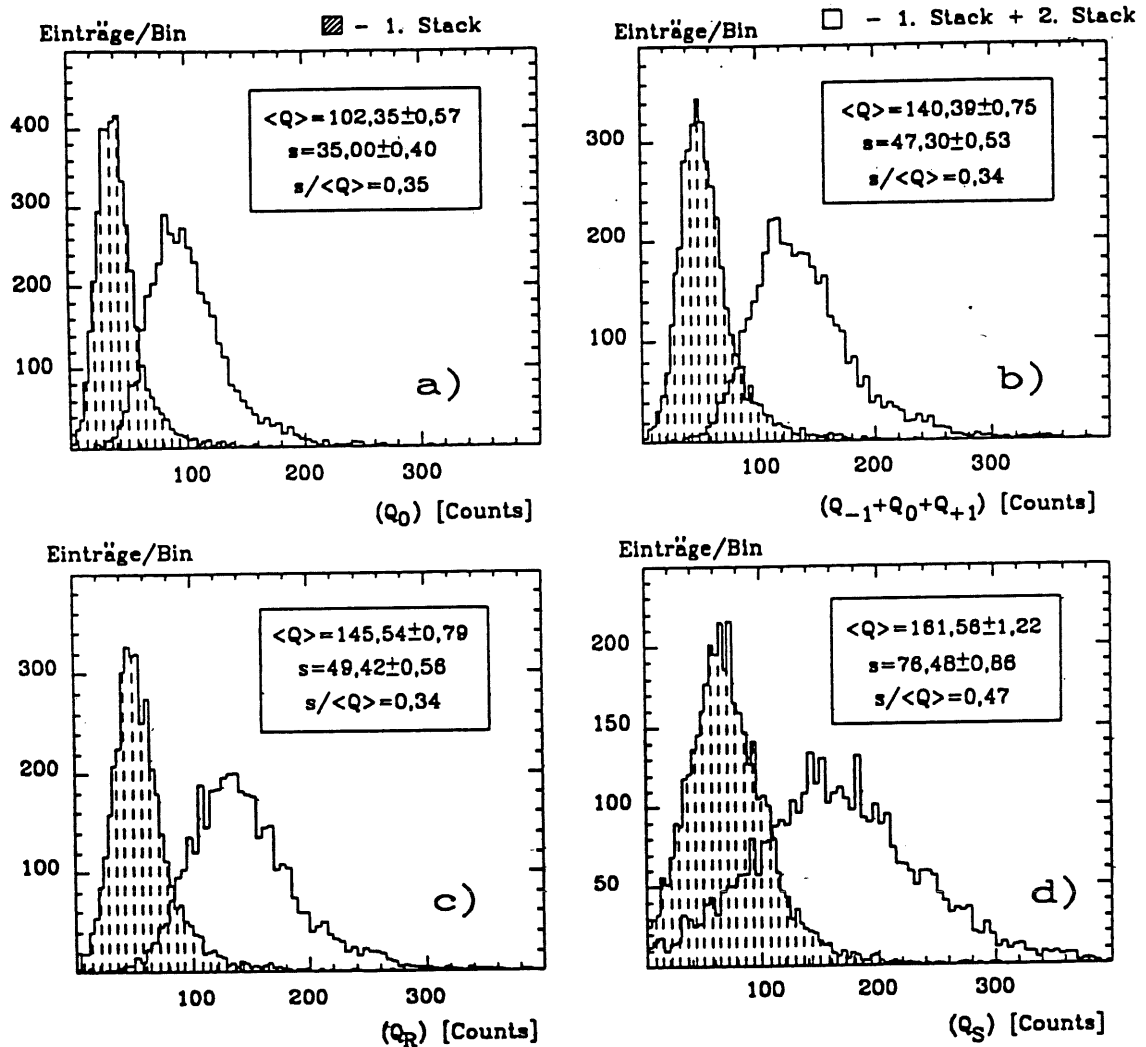 ▨ - 1. Stack
□ - 1. Stack + 2. Stack
Einträge/Bin
400
300
200
100
<Q>=102,35±0,57
s=35,00±0,40
s/<Q>=0,35
a)
100 200 300
(Q₀) [Counts]
Einträge/Bin
300
200
100
<Q>=140,39±0,75
s=47,30±0,53
s/<Q>=0,34
b)
100 200 300
(Q₋₁+Q₀+Q₊₁) [Counts]
Einträge/Bin
300
200
100
<Q>=145,54±0,79
s=49,42±0,56
s/<Q>=0,34
c)
100 200 300
(Q_R) [Counts]
Einträge/Bin
200
150
100
50
<Q>=161,56±1,22
s=76,48±0,86
s/<Q>=0,47
d)
100 200 300
(Q_S) [Counts]